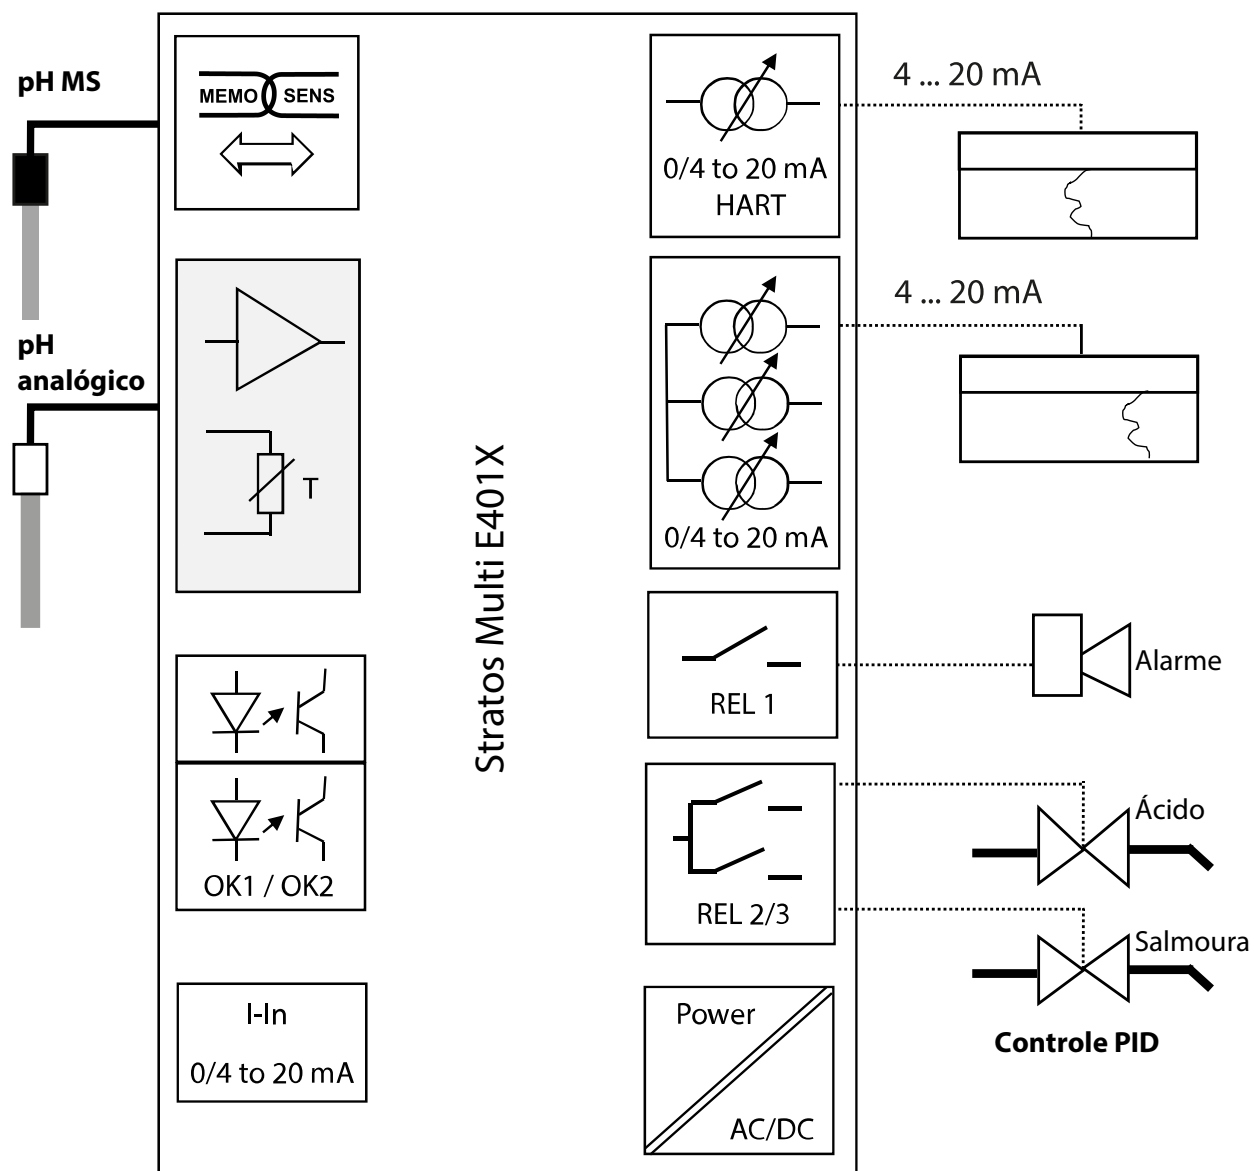 pH MS
MEMO SENS
4 ... 20 mA
0/4 to 20 mA
HART
pH
analógico
T
4 ... 20 mA
0/4 to 20 mA
Stratos Multi E401X
REL 1
Alarme
OK1 / OK2
REL 2/3
Ácido
Salmoura
Controle PID
I-In
0/4 to 20 mA
Power
AC/DC